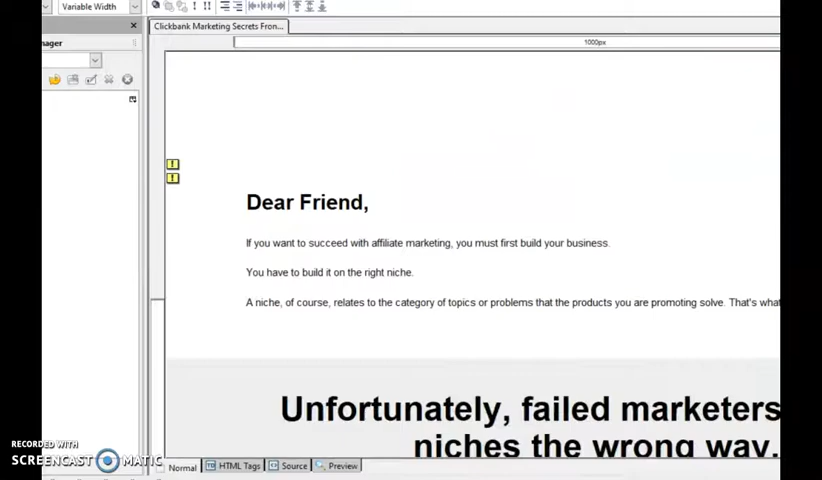 Variable Width
Clickbank Marketing Secrets Fron...
ager
1000px
Dear Friend,
If you want to succeed with affiliate marketing, you must first build your business.
You have to build it on the right niche.
A niche, of course, relates to the category of topics or problems that the products you are promoting solve. That's what
Unfortunately, failed marketers
niches the wrong way.
RECORDED WITH
SCREENCAST MATIC
Normal HTML Tags Source Preview